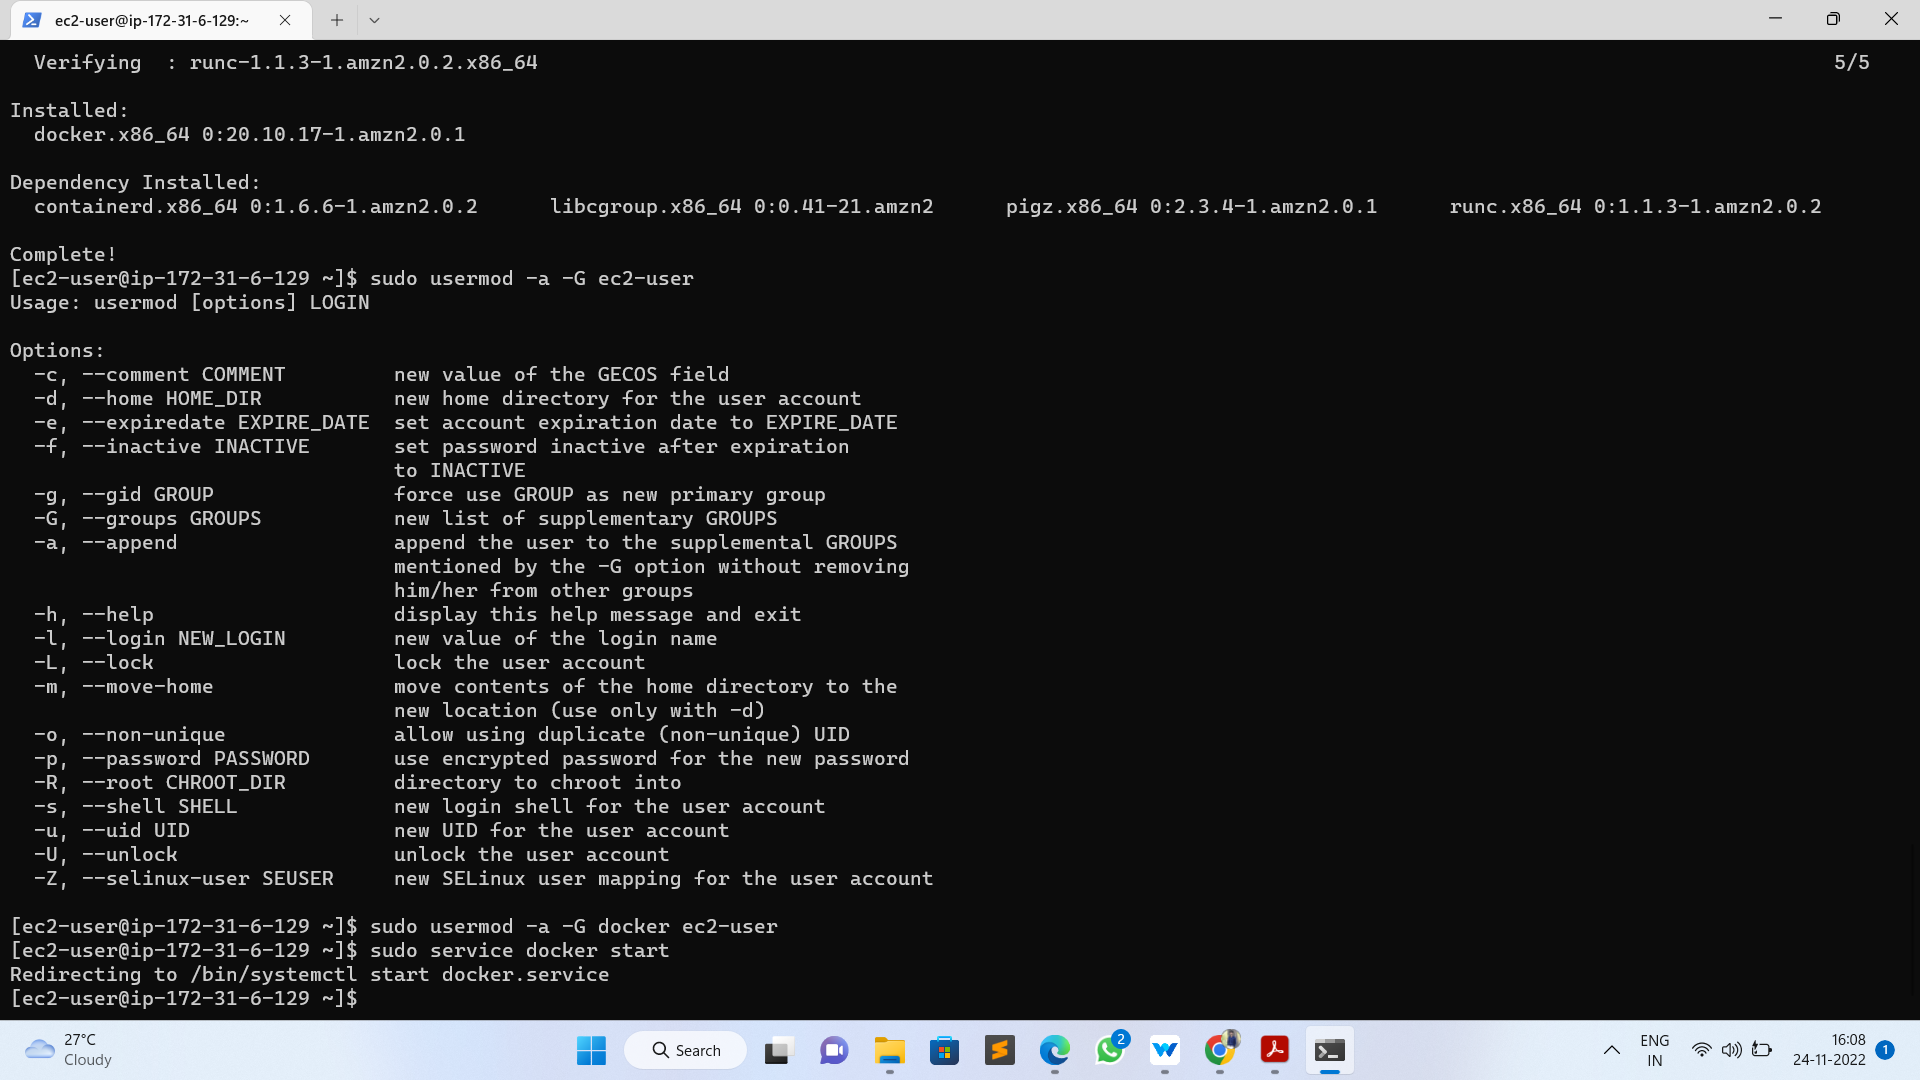 ec2-user@ip-172-31-6-129:~
  Verifying  : runc-1.1.3-1.amzn2.0.2.x86_64                                                            5/5
Installed:
  docker.x86_64 0:20.10.17-1.amzn2.0.1
Dependency Installed:
  containerd.x86_64 0:1.6.6-1.amzn2.0.2      libcgroup.x86_64 0:0.41-21.amzn2      pigz.x86_64 0:2.3.4-1.amzn2.0.1      runc.x86_64 0:1.1.3-1.amzn2.0.2
Complete!
[ec2-user@ip-172-31-6-129 ~]$ sudo usermod -a -G ec2-user
Usage: usermod [options] LOGIN
Options:
  -c, --comment COMMENT         new value of the GECOS field
  -d, --home HOME_DIR           new home directory for the user account
  -e, --expiredate EXPIRE_DATE  set account expiration date to EXPIRE_DATE
  -f, --inactive INACTIVE       set password inactive after expiration
                                to INACTIVE
  -g, --gid GROUP               force use GROUP as new primary group
  -G, --groups GROUPS           new list of supplementary GROUPS
  -a, --append                  append the user to the supplemental GROUPS
                                mentioned by the -G option without removing
                                him/her from other groups
  -h, --help                    display this help message and exit
  -l, --login NEW_LOGIN         new value of the login name
  -L, --lock                    lock the user account
  -m, --move-home               move contents of the home directory to the
                                new location (use only with -d)
  -o, --non-unique              allow using duplicate (non-unique) UID
  -p, --password PASSWORD       use encrypted password for the new password
  -R, --root CHROOT_DIR         directory to chroot into
  -s, --shell SHELL             new login shell for the user account
  -u, --uid UID                 new UID for the user account
  -U, --unlock                  unlock the user account
  -Z, --selinux-user SEUSER     new SELinux user mapping for the user account
[ec2-user@ip-172-31-6-129 ~]$ sudo usermod -a -G docker ec2-user
[ec2-user@ip-172-31-6-129 ~]$ sudo service docker start
Redirecting to /bin/systemctl start docker.service
[ec2-user@ip-172-31-6-129 ~]$
27°C
Cloudy
Search
2
ENG
IN
16:08
24-11-2022
1